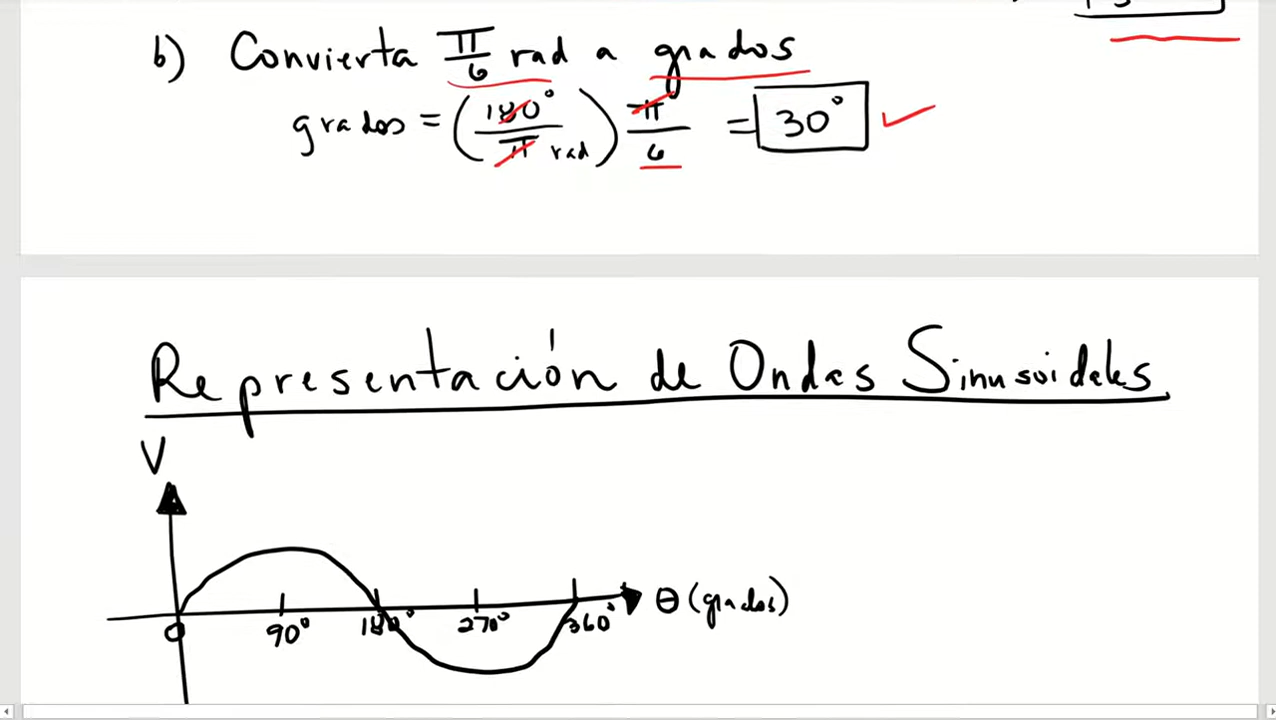 b) Convierta π/6 rad a grados
grados = (180°/π rad) π/6 = 30°
Representación de Ondas Sinusoidales
V
θ (grados)
0 90° 180° 270° 360°